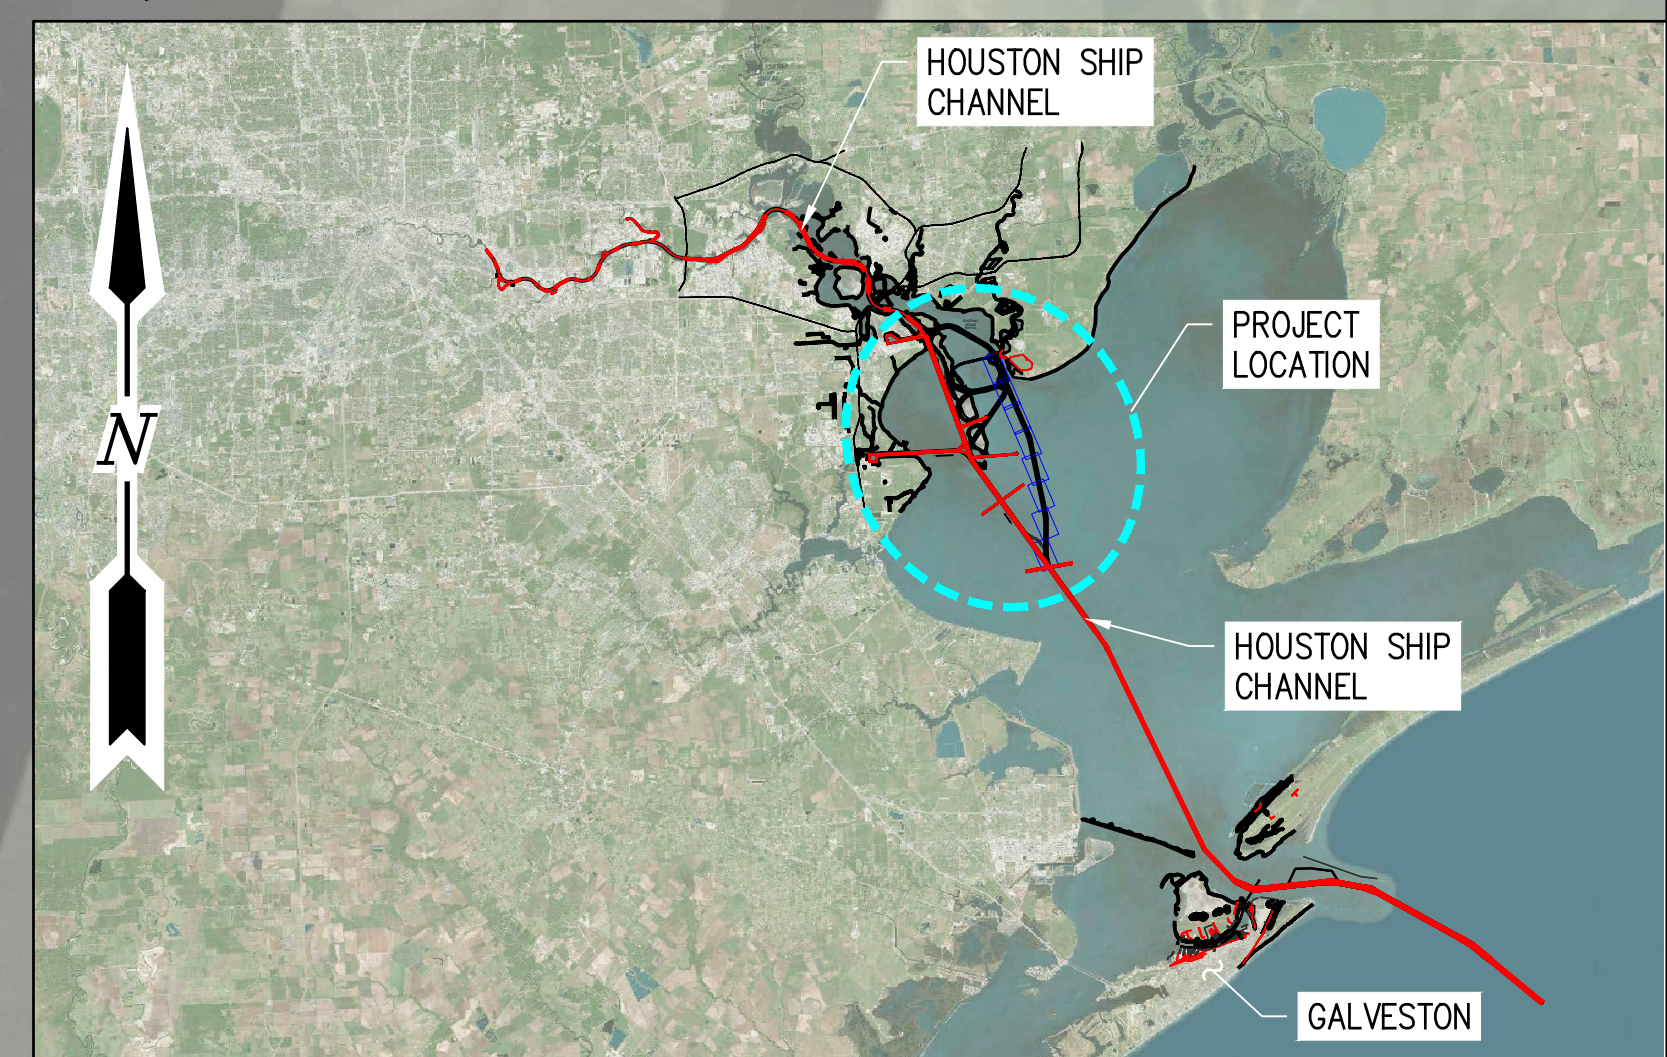 HOUSTON SHIP
CHANNEL
PROJECT
LOCATION
N
HOUSTON SHIP
CHANNEL
GALVESTON